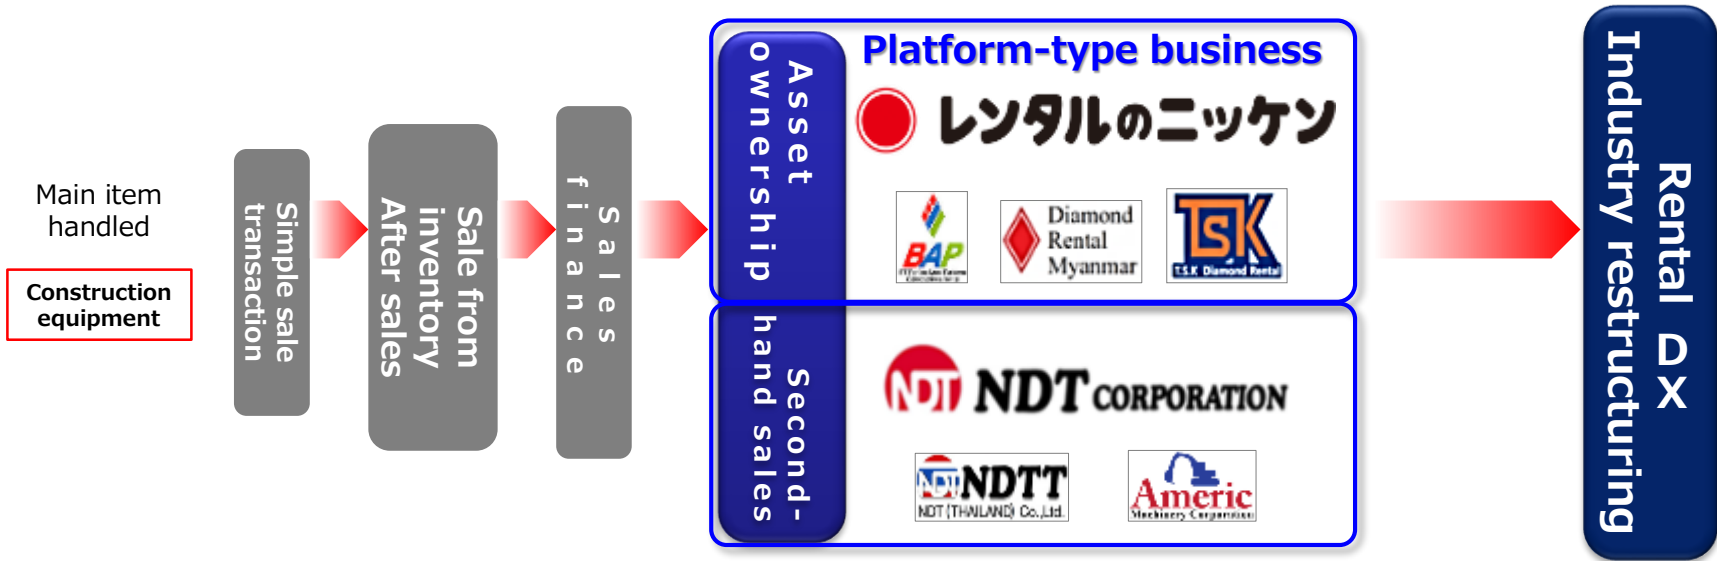 Main item
handled
Construction
equipment
Simple sale
transaction
Sale from
inventory
After sales
Sales
finance
Asset
ownership
Second-
hand sales
Platform-type business
レンタルのニッケン
BAP
Diamond
Rental
Myanmar
TSK
T.S.K Diamond Rental
NDT NDT CORPORATION
NDT NDTT
NDT (THAILAND) Co.,Ltd.
Americ
Machinery Corporation
Rental DX
Industry restructuring